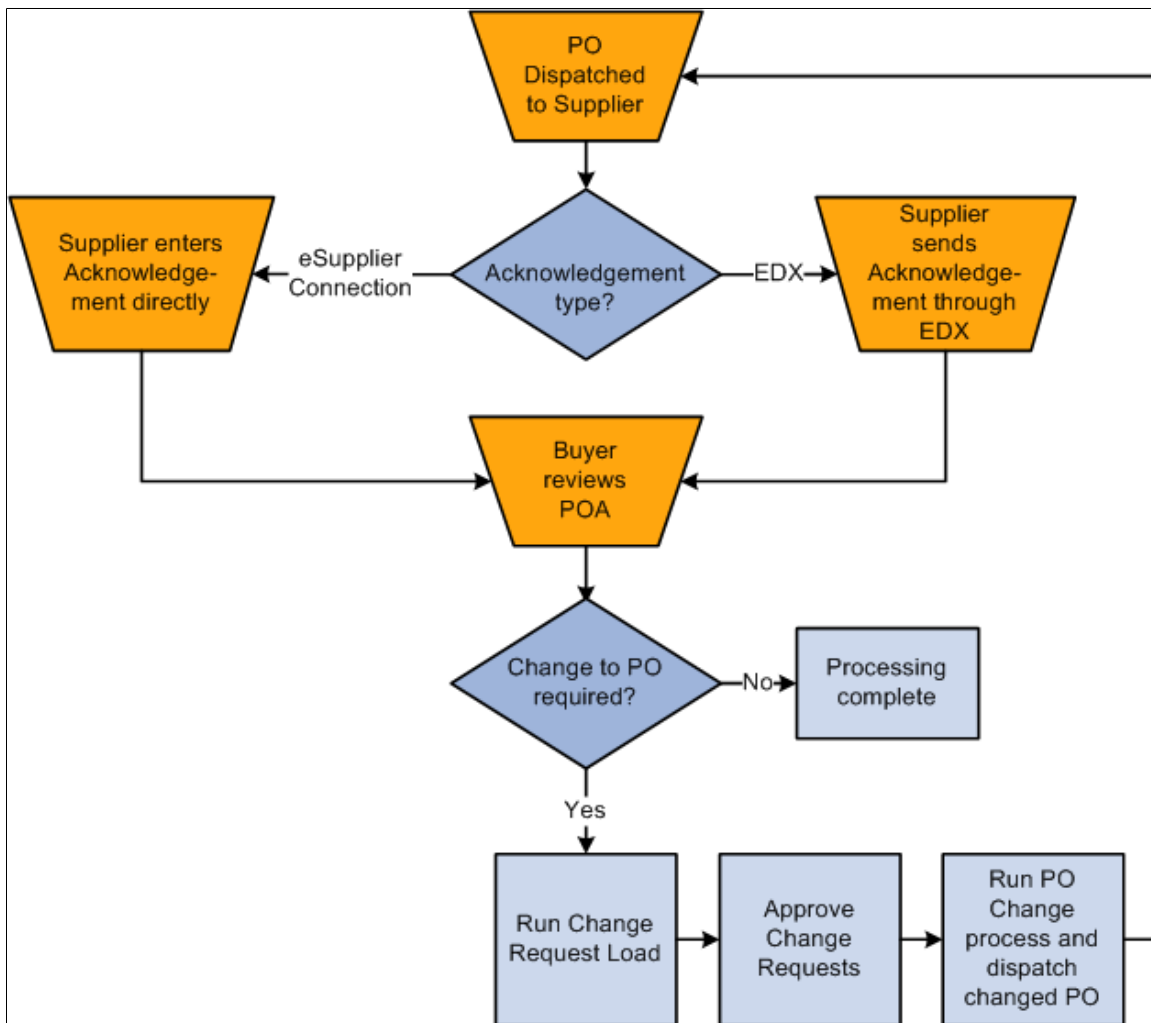 PO
Dispatched
to Supplier
Supplier enters
Acknowledge-
ment directly
eSupplier
Connection
Acknowledgement
type?
EDX
Supplier
sends
Acknowledge-
ment through
EDX
Buyer
reviews
POA
Change to PO
required?
No
Processing
complete
Yes
Run Change
Request Load
Approve
Change
Requests
Run PO
Change
process and
dispatch
changed PO